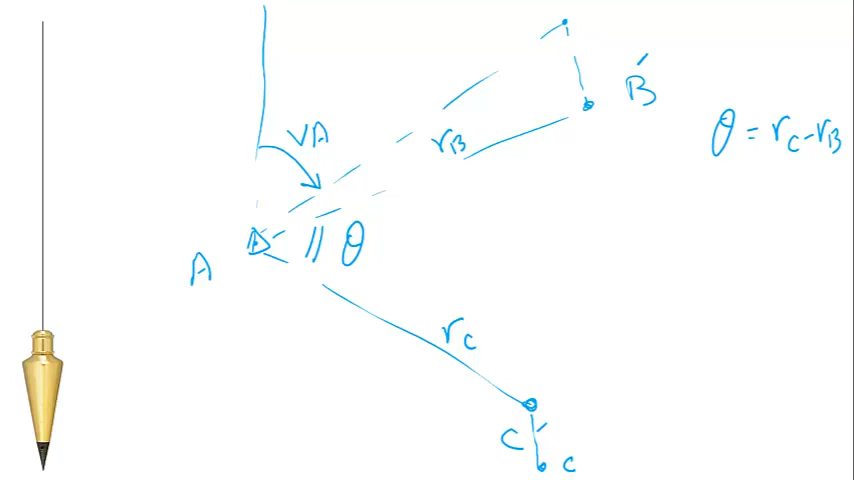 B́
VA
rB
θ = rC - rB
θ
A
rC
C′
C